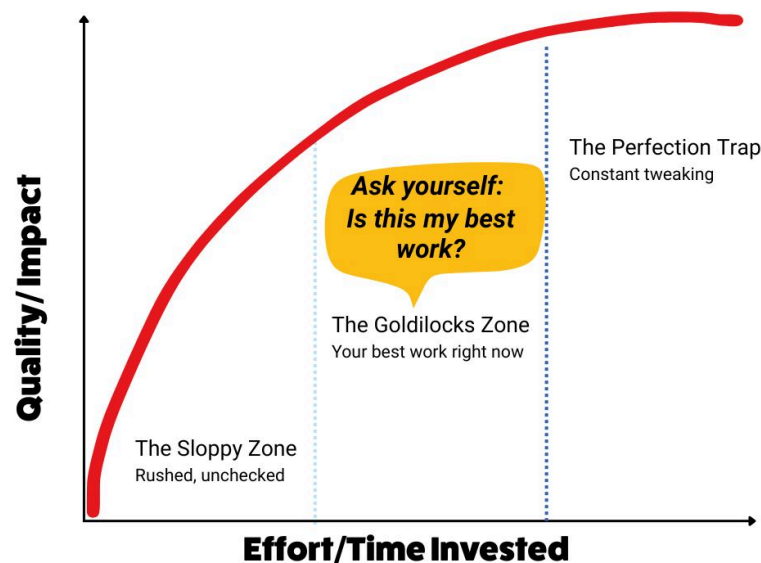 Quality/Impact
Ask yourself:
Is this my best
work?
The Perfection Trap
Constant tweaking
The Goldilocks Zone
Your best work right now
The Sloppy Zone
Rushed, unchecked
Effort/Time Invested